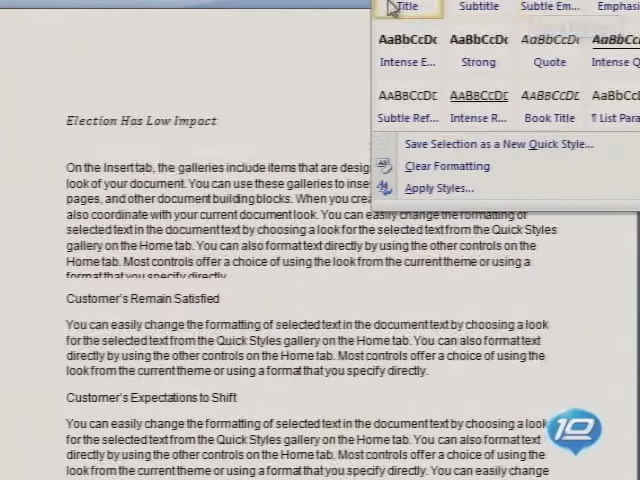 Title Subtitle Subtle Em... Emphasi
AaBbCcDc AaBbCcDc AaBbCcDc AaBbCcDc
Intense E... Strong Quote Intense Q
AABBCCDD AABBCCDD AABBCCDD AaBbCcDc
Subtle Ref... Intense R... Book Title ¶ List Para
Save Selection as a New Quick Style...
Clear Formatting
Apply Styles...
Election Has Low Impact
On the Insert tab, the galleries include items that are desig
look of your document. You can use these galleries to inser
pages, and other document building blocks. When you crea
also coordinate with your current document look. You can easily change the formatting of
selected text in the document text by choosing a look for the selected text from the Quick Styles
gallery on the Home tab. You can also format text directly by using the other controls on the
Home tab. Most controls offer a choice of using the look from the current theme or using a
format that you specify directly.
Customer's Remain Satisfied
You can easily change the formatting of selected text in the document text by choosing a look
for the selected text from the Quick Styles gallery on the Home tab. You can also format text
directly by using the other controls on the Home tab. Most controls offer a choice of using the
look from the current theme or using a format that you specify directly.
Customer's Expectations to Shift
You can easily change the formatting of selected text in the document text by choosing a look
for the selected text from the Quick Styles gallery on the Home tab. You can also format text
directly by using the other controls on the Home tab. Most controls offer a choice of using the
look from the current theme or using a format that you specify directly. You can easily change
10